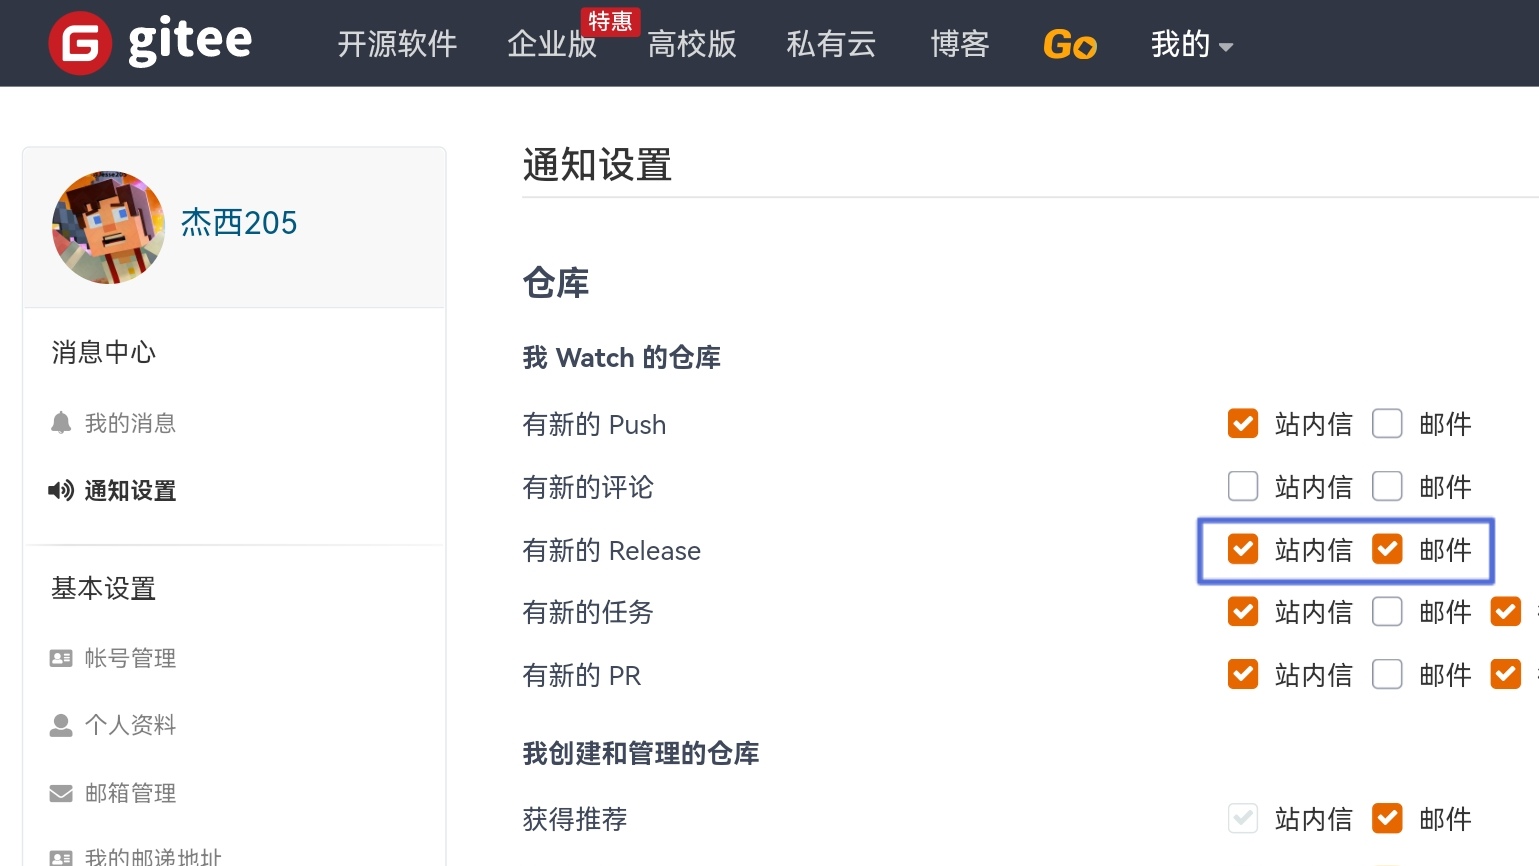 gitee 开源软件 企业版 特惠 高校版 私有云 博客 Go 我的
通知设置
杰西205
仓库
消息中心
我 Watch 的仓库
我的消息
有新的 Push 站内信 邮件
通知设置
有新的评论 站内信 邮件
有新的 Release 站内信 邮件
基本设置
有新的任务 站内信 邮件
帐号管理
有新的 PR 站内信 邮件
个人资料
我创建和管理的仓库
邮箱管理
获得推荐 站内信 邮件
我的邮递地址